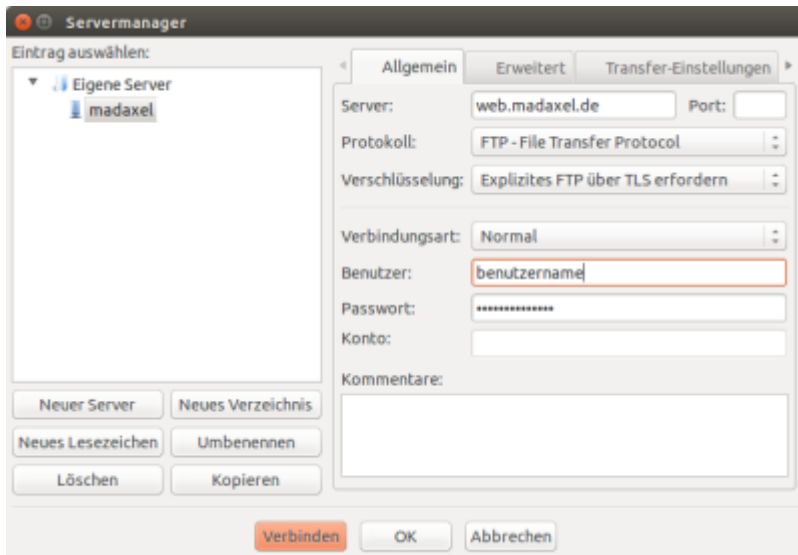 Servermanager
Eintrag auswählen:
Eigene Server
madaxel
Neuer Server
Neues Verzeichnis
Neues Lesezeichen
Umbenennen
Löschen
Kopieren
Allgemein
Erweitert
Transfer-Einstellungen
Server: web.madaxel.de Port:
Protokoll: FTP - File Transfer Protocol
Verschlüsselung: Explizites FTP über TLS erfordern
Verbindungsart: Normal
Benutzer: benutzername
Passwort: ••••••••••••••
Konto:
Kommentare:
Verbinden
OK
Abbrechen